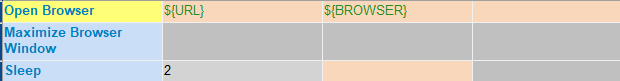 Open Browser ${URL} ${BROWSER}
Maximize Browser
Window
Sleep 2